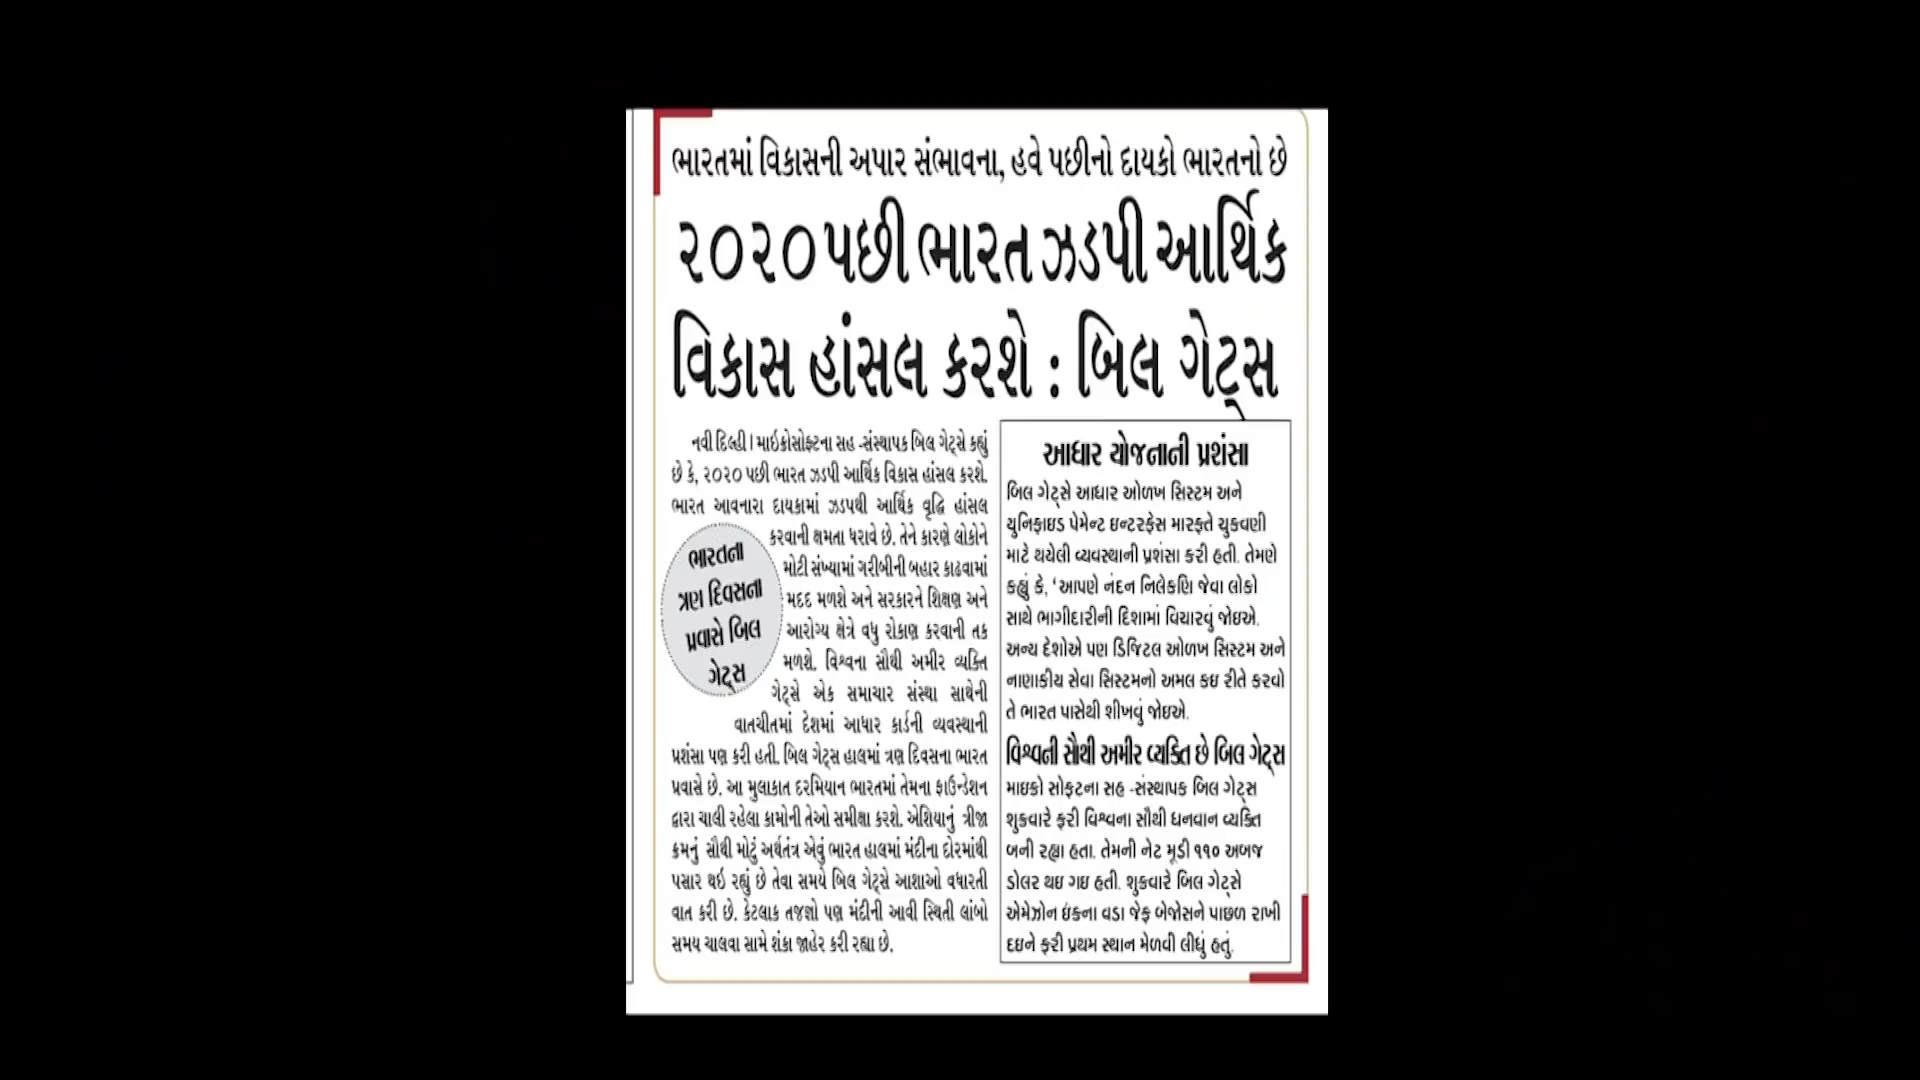 ભારતમાં વિકાસની અપાર સંભાવના, હવે પછીનો દાયકો ભારતનો છે
૨૦૨૦ પછી ભારત ઝડપી આર્થિક
વિકાસ હાંસલ કરશે : બિલ ગેટ્સ
નવી દિલ્હી । માઇક્રોસોફ્ટના સહ -સંસ્થાપક બિલ ગેટ્સે કહ્યું
છે કે, ૨૦૨૦ પછી ભારત ઝડપી આર્થિક વિકાસ હાંસલ કરશે.
ભારત આવનારા દાયકામાં ઝડપથી આર્થિક વૃદ્ધિ હાંસલ
કરવાની ક્ષમતા ધરાવે છે. તેને કારણે લોકોને
મોટી સંખ્યામાં ગરીબીની બહાર કાઢવામાં
મદદ મળશે અને સરકારને શિક્ષણ અને
આરોગ્ય ક્ષેત્રે વધુ રોકાણ કરવાની તક
મળશે. વિશ્વના સૌથી અમીર વ્યક્તિ
ગેટ્સે એક સમાચાર સંસ્થા સાથેની
વાતચીતમાં દેશમાં આધાર કાર્ડની વ્યવસ્થાની
પ્રશંસા પણ કરી હતી. બિલ ગેટ્સ હાલમાં ત્રણ દિવસના ભારત
પ્રવાસે છે. આ મુલાકાત દરમિયાન ભારતમાં તેમના ફાઉન્ડેશન
દ્વારા ચાલી રહેલા કામોની તેઓ સમીક્ષા કરશે. એશિયાનું ત્રીજા
ક્રમનું સૌથી મોટું અર્થતંત્ર એવું ભારત હાલમાં મંદીના દોરમાંથી
પસાર થઇ રહ્યું છે તેવા સમયે બિલ ગેટ્સે આશાઓ વધારતી
વાત કરી છે. કેટલાક તજજ્ઞો પણ મંદીની આવી સ્થિતી લાંબો
સમય ચાલવા સામે શંકા જાહેર કરી રહ્યા છે.
ભારતના
ત્રણ દિવસના
પ્રવાસે બિલ
ગેટ્સ
આધાર યોજનાની પ્રશંસા
બિલ ગેટ્સે આધાર ઓળખ સિસ્ટમ અને
યુનિફાઇડ પેમેન્ટ ઇન્ટરફેસ મારફતે ચુકવણી
માટે થયેલી વ્યવસ્થાની પ્રશંસા કરી હતી. તેમણે
કહ્યું કે, ‘આપણે નંદન નિલેકણિ જેવા લોકો
સાથે ભાગીદારીની દિશામાં વિચારવું જોઇએ.
અન્ય દેશોએ પણ ડિજિટલ ઓળખ સિસ્ટમ અને
નાણાકીય સેવા સિસ્ટમનો અમલ કઇ રીતે કરવો
તે ભારત પાસેથી શીખવું જોઇએ.
વિશ્વની સૌથી અમીર વ્યક્તિ છે બિલ ગેટ્સ
માઇક્રો સોફટના સહ -સંસ્થાપક બિલ ગેટ્સ
શુક્રવારે ફરી વિશ્વના સૌથી ધનવાન વ્યક્તિ
બની રહ્યા હતા. તેમની નેટ મૂડી ૧૧૦ અબજ
ડોલર થઇ ગઇ હતી. શુક્રવારે બિલ ગેટ્સે
એમેઝોન ઇંકના વડા જેફ બેજોસને પાછળ રાખી
દઇને ફરી પ્રથમ સ્થાન મેળવી લીધું હતું.